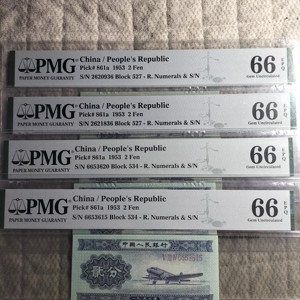 PMG
PAPER MONEY GUARANTY
China / People's Republic
Pick# 861a 1953 2 Fen
S/N 2620936 Block 527 - R. Numerals & S/N
66 EPQ
Gem Uncirculated
PMG
PAPER MONEY GUARANTY
China / People's Republic
Pick# 861a 1953 2 Fen
S/N 2621836 Block 527 - R. Numerals & S/N
66 EPQ
Gem Uncirculated
PMG
PAPER MONEY GUARANTY
China / People's Republic
Pick# 861a 1953 2 Fen
S/N 6653620 Block 534 - R. Numerals & S/N
66 EPQ
Gem Uncirculated
PMG
PAPER MONEY GUARANTY
China / People's Republic
Pick# 861a 1953 2 Fen
S/N 6653615 Block 534 - R. Numerals & S/N
66 EPQ
Gem Uncirculated
中國人民銀行
貳分